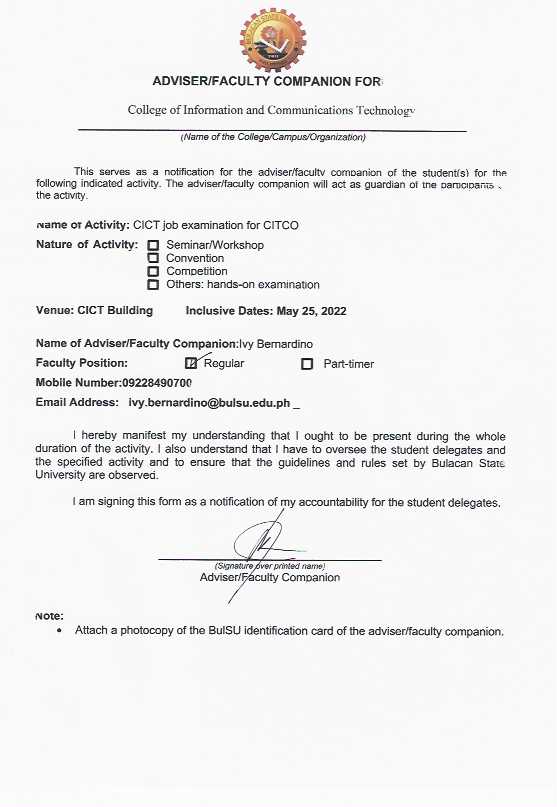 BULACAN STATE
ADVISER/FACULTY COMPANION FOR:
College of Information and Communications Technology
(Name of the College/Campus/Organization)
This serves as a notification for the adviser/faculty companion of the student(s) for the
following indicated activity. The adviser/faculty companion will act as guardian of the participants
the activity.
Name of Activity: CICT job examination for CITCO
Nature of Activity: ☐ Seminar/Workshop
☐ Convention
☐ Competition
☐ Others: hands-on examination
Venue: CICT Building Inclusive Dates: May 25, 2022
Name of Adviser/Faculty Companion:Ivy Bernardino
Faculty Position: ☑ Regular ☐ Part-timer
Mobile Number:09228490700
Email Address: ivy.bernardino@bulsu.edu.ph _
I hereby manifest my understanding that I ought to be present during the whole
duration of the activity. I also understand that I have to oversee the student delegates and
the specified activity and to ensure that the guidelines and rules set by Bulacan State
University are observed.
I am signing this form as a notification of my accountability for the student delegates.
(Signature over printed name)
Adviser/Faculty Companion
Note:
• Attach a photocopy of the BulSU identification card of the adviser/faculty companion.